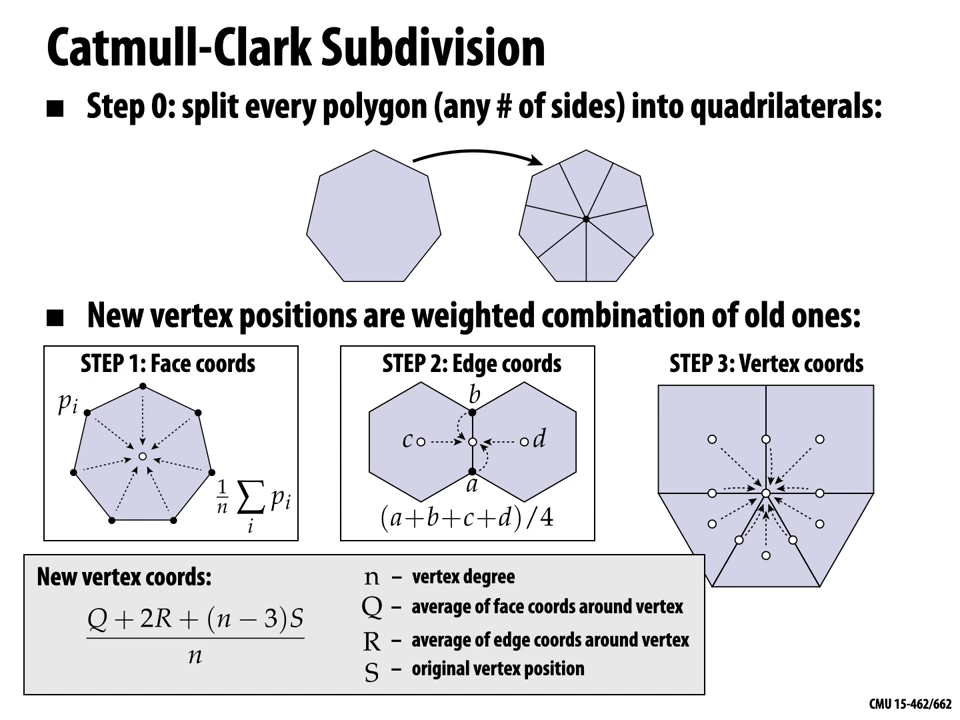 Catmull-Clark Subdivision
■ Step 0: split every polygon (any # of sides) into quadrilaterals:
■ New vertex positions are weighted combination of old ones:
STEP 1: Face coords
p_i
1/n ∑_i p_i
STEP 2: Edge coords
b
c
d
a
(a+b+c+d)/4
STEP 3: Vertex coords
New vertex coords:
Q + 2R + (n − 3)S
n
n – vertex degree
Q – average of face coords around vertex
R – average of edge coords around vertex
S – original vertex position
CMU 15-462/662